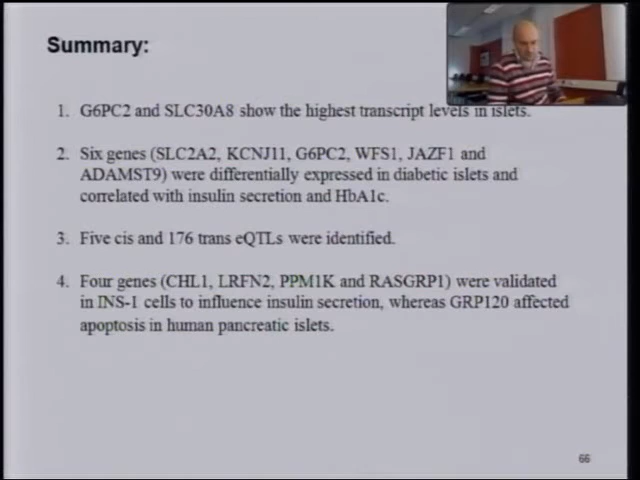 Summary:
1. G6PC2 and SLC30A8 show the highest transcript levels in islets.
2. Six genes (SLC2A2, KCNJ11, G6PC2, WFS1, JAZF1 and
ADAMST9) were differentially expressed in diabetic islets and
correlated with insulin secretion and HbA1c.
3. Five cis and 176 trans eQTLs were identified.
4. Four genes (CHL1, LRFN2, PPM1K and RASGRP1) were validated
in INS-1 cells to influence insulin secretion, whereas GRP120 affected
apoptosis in human pancreatic islets.
66